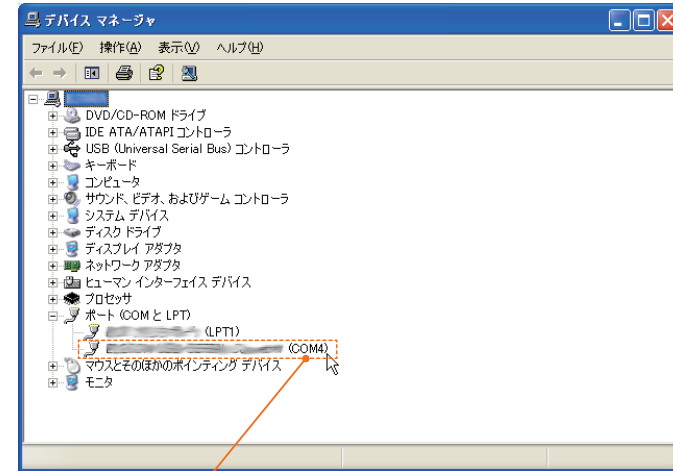 デバイス マネージャ
ファイル(F) 操作(A) 表示(V) ヘルプ(H)
DVD/CD-ROM ドライブ
IDE ATA/ATAPI コントローラ
USB (Universal Serial Bus) コントローラ
キーボード
コンピュータ
サウンド、ビデオ、およびゲーム コントローラ
システム デバイス
ディスク ドライブ
ディスプレイ アダプタ
ネットワーク アダプタ
ヒューマン インターフェイス デバイス
プロセッサ
ポート (COM と LPT)
(LPT1)
(COM4)
マウスとそのほかのポインティング デバイス
モニタ